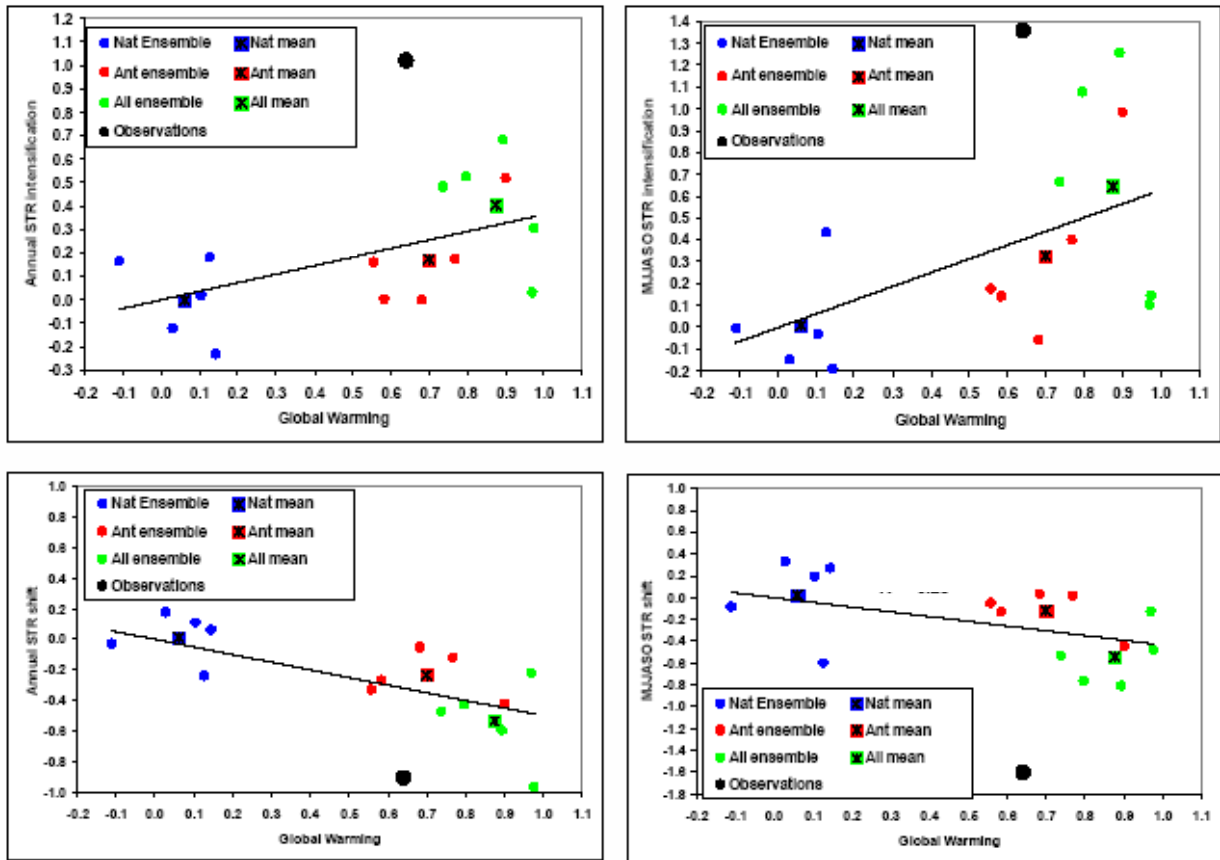 1.2
1.1
1.0
0.9
0.8
0.7
0.6
0.5
0.4
0.3
0.2
0.1
0.0
-0.1
-0.2
-0.3
Annual STR intensification
Nat Ensemble Nat mean
Ant ensemble Ant mean
All ensemble All mean
Observations
-0.2 -0.1 0.0 0.1 0.2 0.3 0.4 0.5 0.6 0.7 0.8 0.9 1.0 1.1
Global Warming
1.4
1.3
1.2
1.1
1.0
0.9
0.8
0.7
0.6
0.5
0.4
0.3
0.2
0.1
0.0
-0.1
-0.2
MJJASO STR intensification
Nat Ensemble Nat mean
Ant ensemble Ant mean
All ensemble All mean
Observations
-0.2 -0.1 0.0 0.1 0.2 0.3 0.4 0.5 0.6 0.7 0.8 0.9 1.0 1.1
Global Warming
1.0
0.8
0.6
0.4
0.2
0.0
-0.2
-0.4
-0.6
-0.8
-1.0
Annual STR shift
Nat Ensemble Nat mean
Ant ensemble Ant mean
All ensemble All mean
Observations
-0.2 -0.1 0.0 0.1 0.2 0.3 0.4 0.5 0.6 0.7 0.8 0.9 1.0 1.1
Global Warming
1.0
0.8
0.6
0.4
0.2
0.0
-0.2
-0.4
-0.6
-0.8
-1.0
-1.2
-1.4
-1.6
-1.8
MJJASO STR shift
Nat Ensemble Nat mean
Ant ensemble Ant mean
All ensemble All mean
Observations
-0.2 -0.1 0.0 0.1 0.2 0.3 0.4 0.5 0.6 0.7 0.8 0.9 1.0 1.1
Global Warming